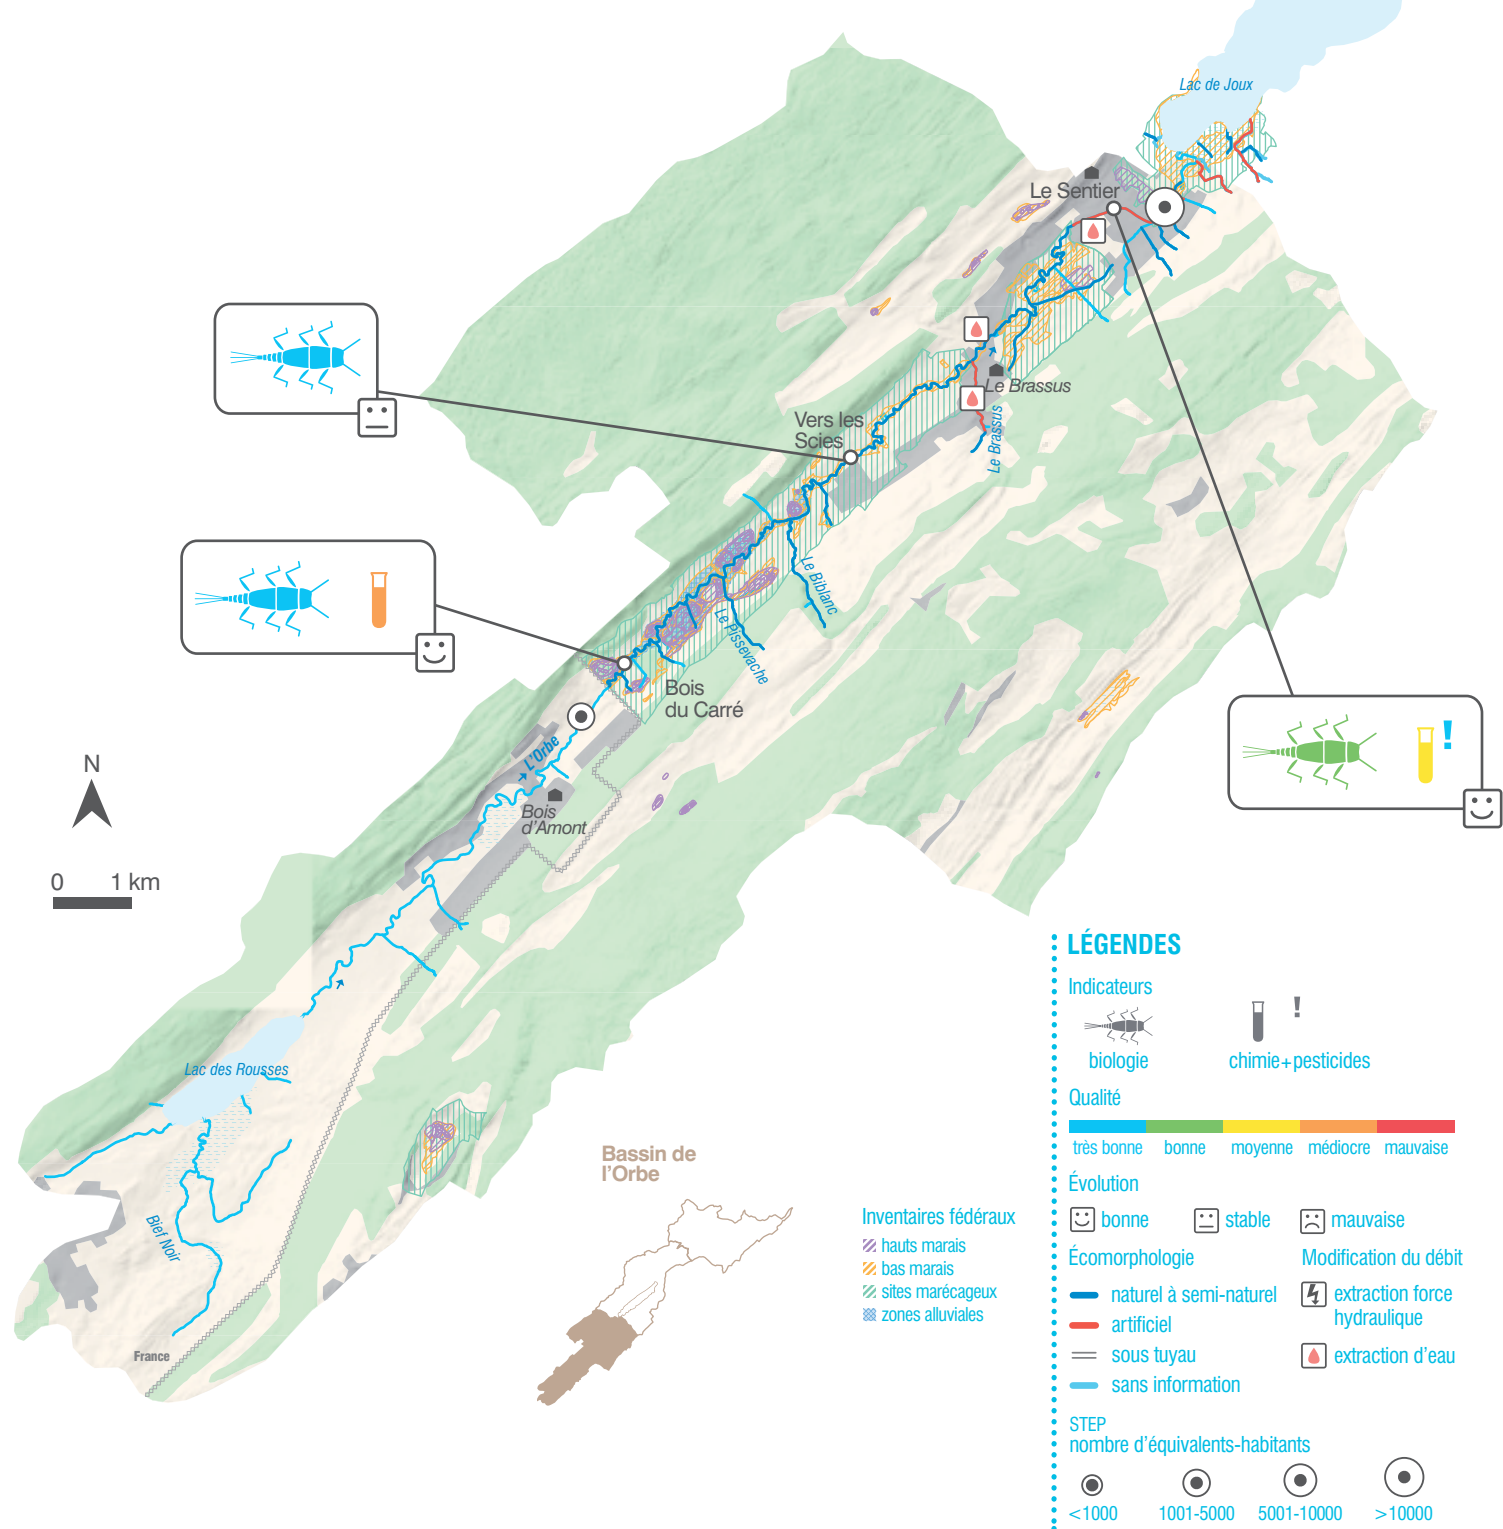 Lac de Joux
Le Sentier
Le Brassus
Le Brassus
Vers les
Scies
Le Biblanc
Le Pissevache
Bois
du Carré
L'Orbe
Bois
d'Amont
N
0 1 km
Lac des Rousses
Bief Noir
France
Bassin de
l'Orbe
Inventaires fédéraux
hauts marais
bas marais
sites marécageux
zones alluviales
LÉGENDES
Indicateurs
!
biologie
chimie+pesticides
Qualité
très bonne bonne moyenne médiocre mauvaise
Évolution
bonne stable mauvaise
Écomorphologie
naturel à semi-naturel
artificiel
sous tuyau
sans information
Modification du débit
extraction force
hydraulique
extraction d'eau
STEP
nombre d'équivalents-habitants
<1000 1001-5000 5001-10000 >10000
!